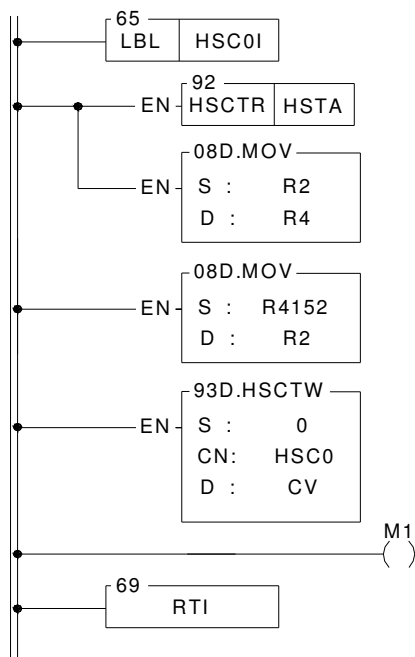 65
LBL HSC0I
92
EN HSCTR HSTA
08D.MOV
EN S : R2
D : R4
08D.MOV
EN S : R4152
D : R2
93D.HSCTW
EN S : 0
CN: HSC0
D : CV
M1
( )
69
RTI